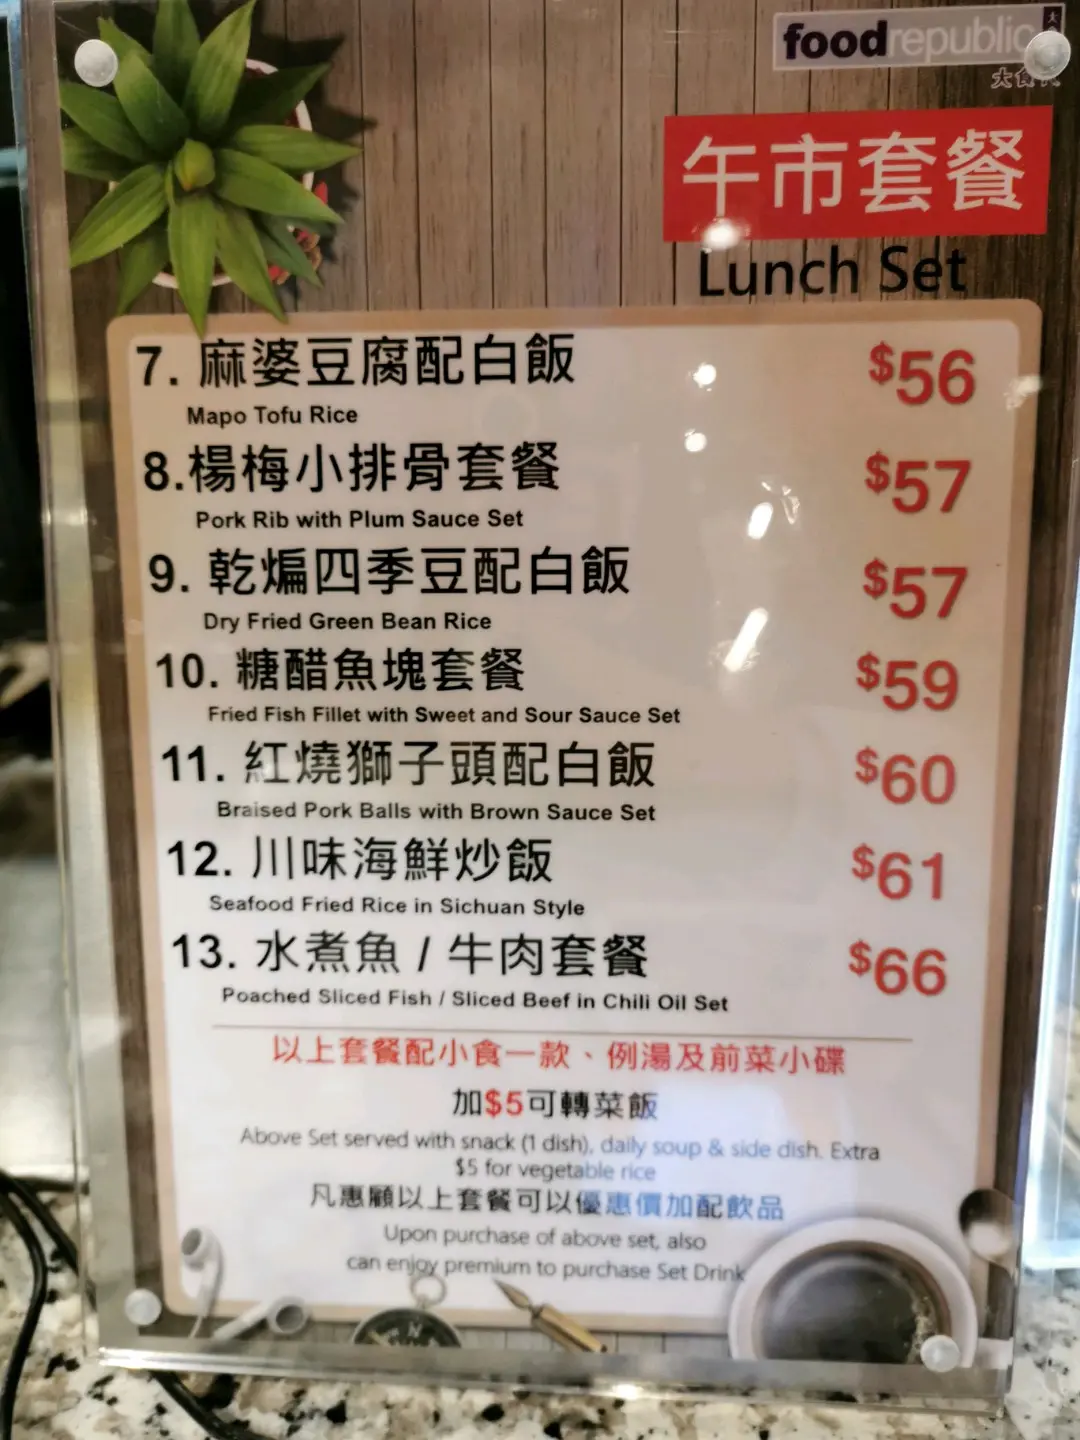 foodrepublic
大食代
午市套餐
Lunch Set
7. 麻婆豆腐配白飯 $56
Mapo Tofu Rice
8.楊梅小排骨套餐 $57
Pork Rib with Plum Sauce Set
9. 乾煸四季豆配白飯 $57
Dry Fried Green Bean Rice
10. 糖醋魚塊套餐 $59
Fried Fish Fillet with Sweet and Sour Sauce Set
11. 紅燒獅子頭配白飯 $60
Braised Pork Balls with Brown Sauce Set
12. 川味海鮮炒飯 $61
Seafood Fried Rice in Sichuan Style
13. 水煮魚 / 牛肉套餐 $66
Poached Sliced Fish / Sliced Beef in Chili Oil Set
以上套餐配小食一款、例湯及前菜小碟
加$5可轉菜飯
Above Set served with snack (1 dish), daily soup & side dish. Extra
$5 for vegetable rice
凡惠顧以上套餐可以優惠價加配飲品
Upon purchase of above set, also
can enjoy premium to purchase Set Drink